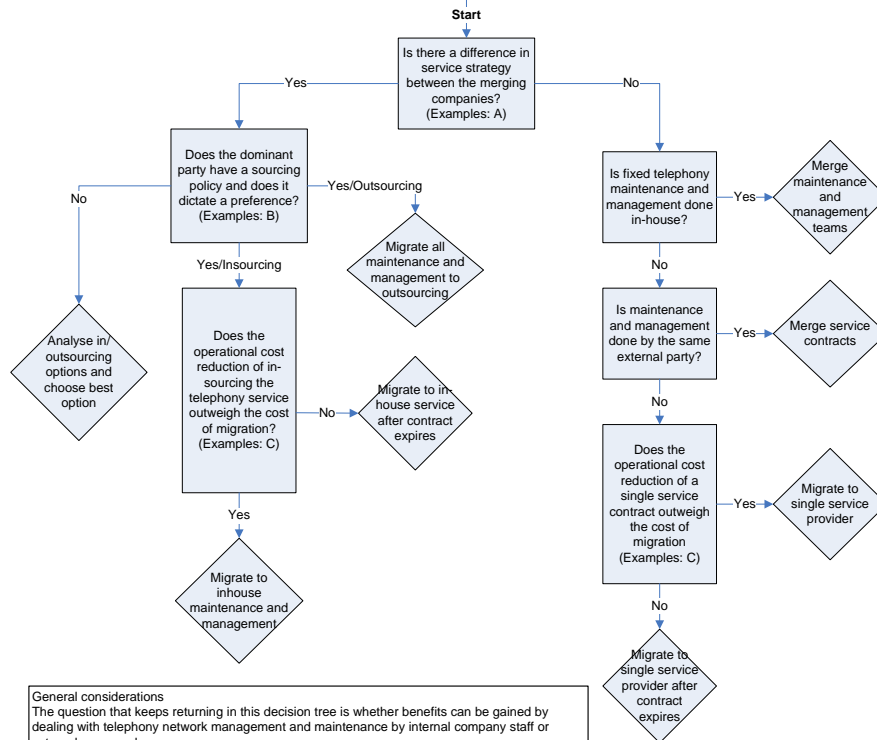 Start
Is there a difference in
service strategy
between the merging
companies?
(Examples: A)
Yes
No
Does the dominant
party have a sourcing
policy and does it
dictate a preference?
(Examples: B)
No
Yes/Outsourcing
Is fixed telephony
maintenance and
management done
in-house?
Yes
Merge
maintenance
and
management
teams
Migrate all
maintenance and
management to
outsourcing
Yes/Insourcing
No
Does the
operational cost
reduction of in-
sourcing the
telephony service
outweigh the cost
of migration?
(Examples: C)
Is maintenance
and management
done by the same
external party?
Yes
Merge service
contracts
Analyse in/
outsourcing
options and
choose best
option
No
Migrate to in-
house service
after contract
expires
No
Does the
operational cost
reduction of a
single service
contract outweigh
the cost of
migration
(Examples: C)
Yes
Migrate to
single service
provider
Yes
Migrate to
inhouse
maintenance and
management
No
Migrate to
single service
provider after
contract
expires
General considerations
The question that keeps returning in this decision tree is whether benefits can be gained by
dealing with telephony network management and maintenance by internal company staff or